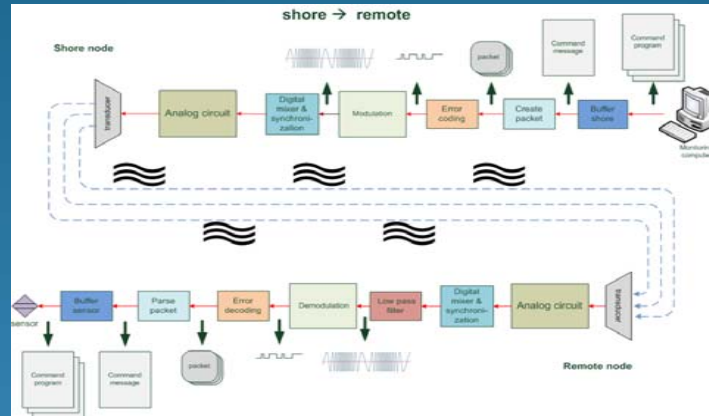 shore → remote
Shore node
Command
message
Command
program
packet
transducer
Analog circuit
Digital
mixer &
synchroni-
zation
Modulation
Error
coding
Create
packet
Buffer
shore
Monitoring
computer
sensor
Buffer
sensor
Parse
packet
Error
decoding
Demodulation
Low pass
filter
Digital
mixer &
synchroni-
zation
Analog circuit
transducer
Command
program
Command
message
packet
Remote node